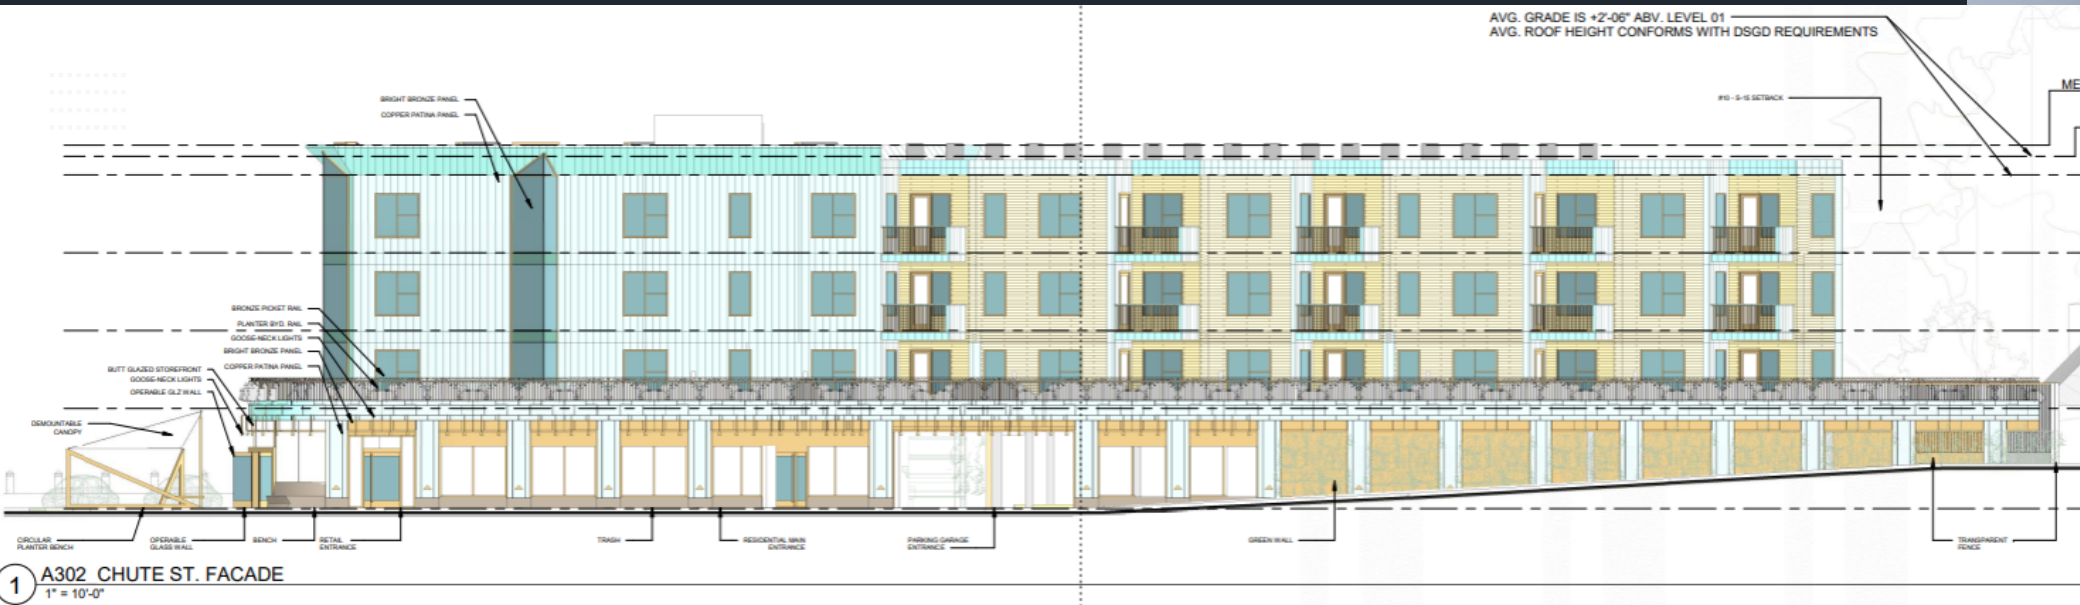 AVG. GRADE IS +2'-06" ABV. LEVEL 01
AVG. ROOF HEIGHT CONFORMS WITH DSGD REQUIREMENTS
ME
BRIGHT BRONZE PANEL
COPPER PATINA PANEL
#10 - S-15 SETBACK
BRONZE PICKET RAIL
PLANTER BYD. RAIL
GOOSE-NECK LIGHTS
BRIGHT BRONZE PANEL
COPPER PATINA PANEL
BUTT GLAZED STOREFRONT
GOOSE-NECK LIGHTS
OPERABLE GLZ WALL
DEMOUNTABLE
CANOPY
CIRCULAR
PLANTER BENCH
OPERABLE
GLASS WALL
BENCH
RETAIL
ENTRANCE
TRASH
RESIDENTIAL MAIN
ENTRANCE
PARKING GARAGE
ENTRANCE
GREEN WALL
TRANSPARENT
FENCE
1
A302 CHUTE ST. FACADE
1" = 10'-0"